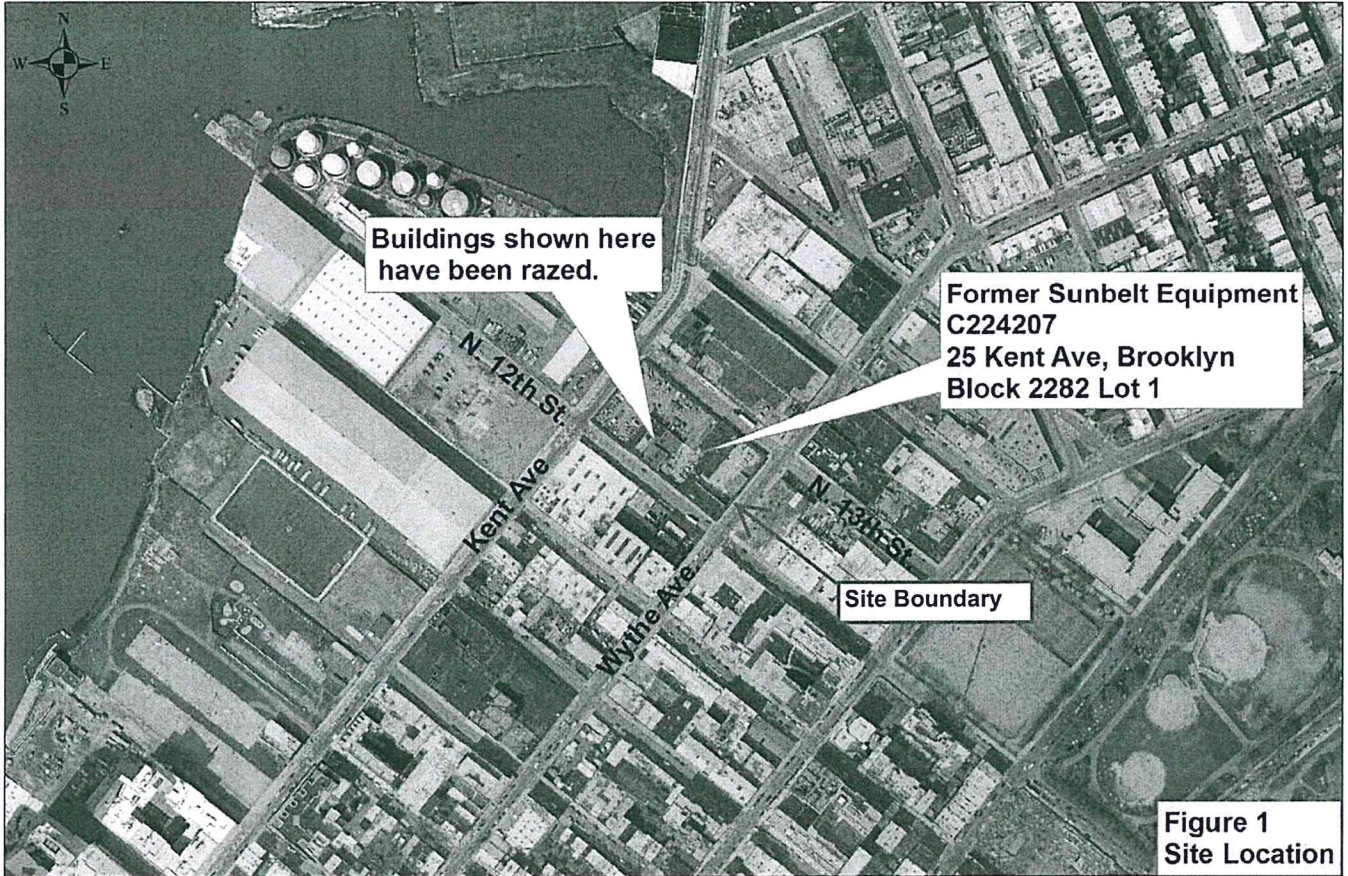 N
W E
S
Buildings shown here
have been razed.
Former Sunbelt Equipment
C224207
25 Kent Ave, Brooklyn
Block 2282 Lot 1
N. 12th St.
Kent Ave
N. 13th St.
Wythe Ave.
Site Boundary
Figure 1
Site Location